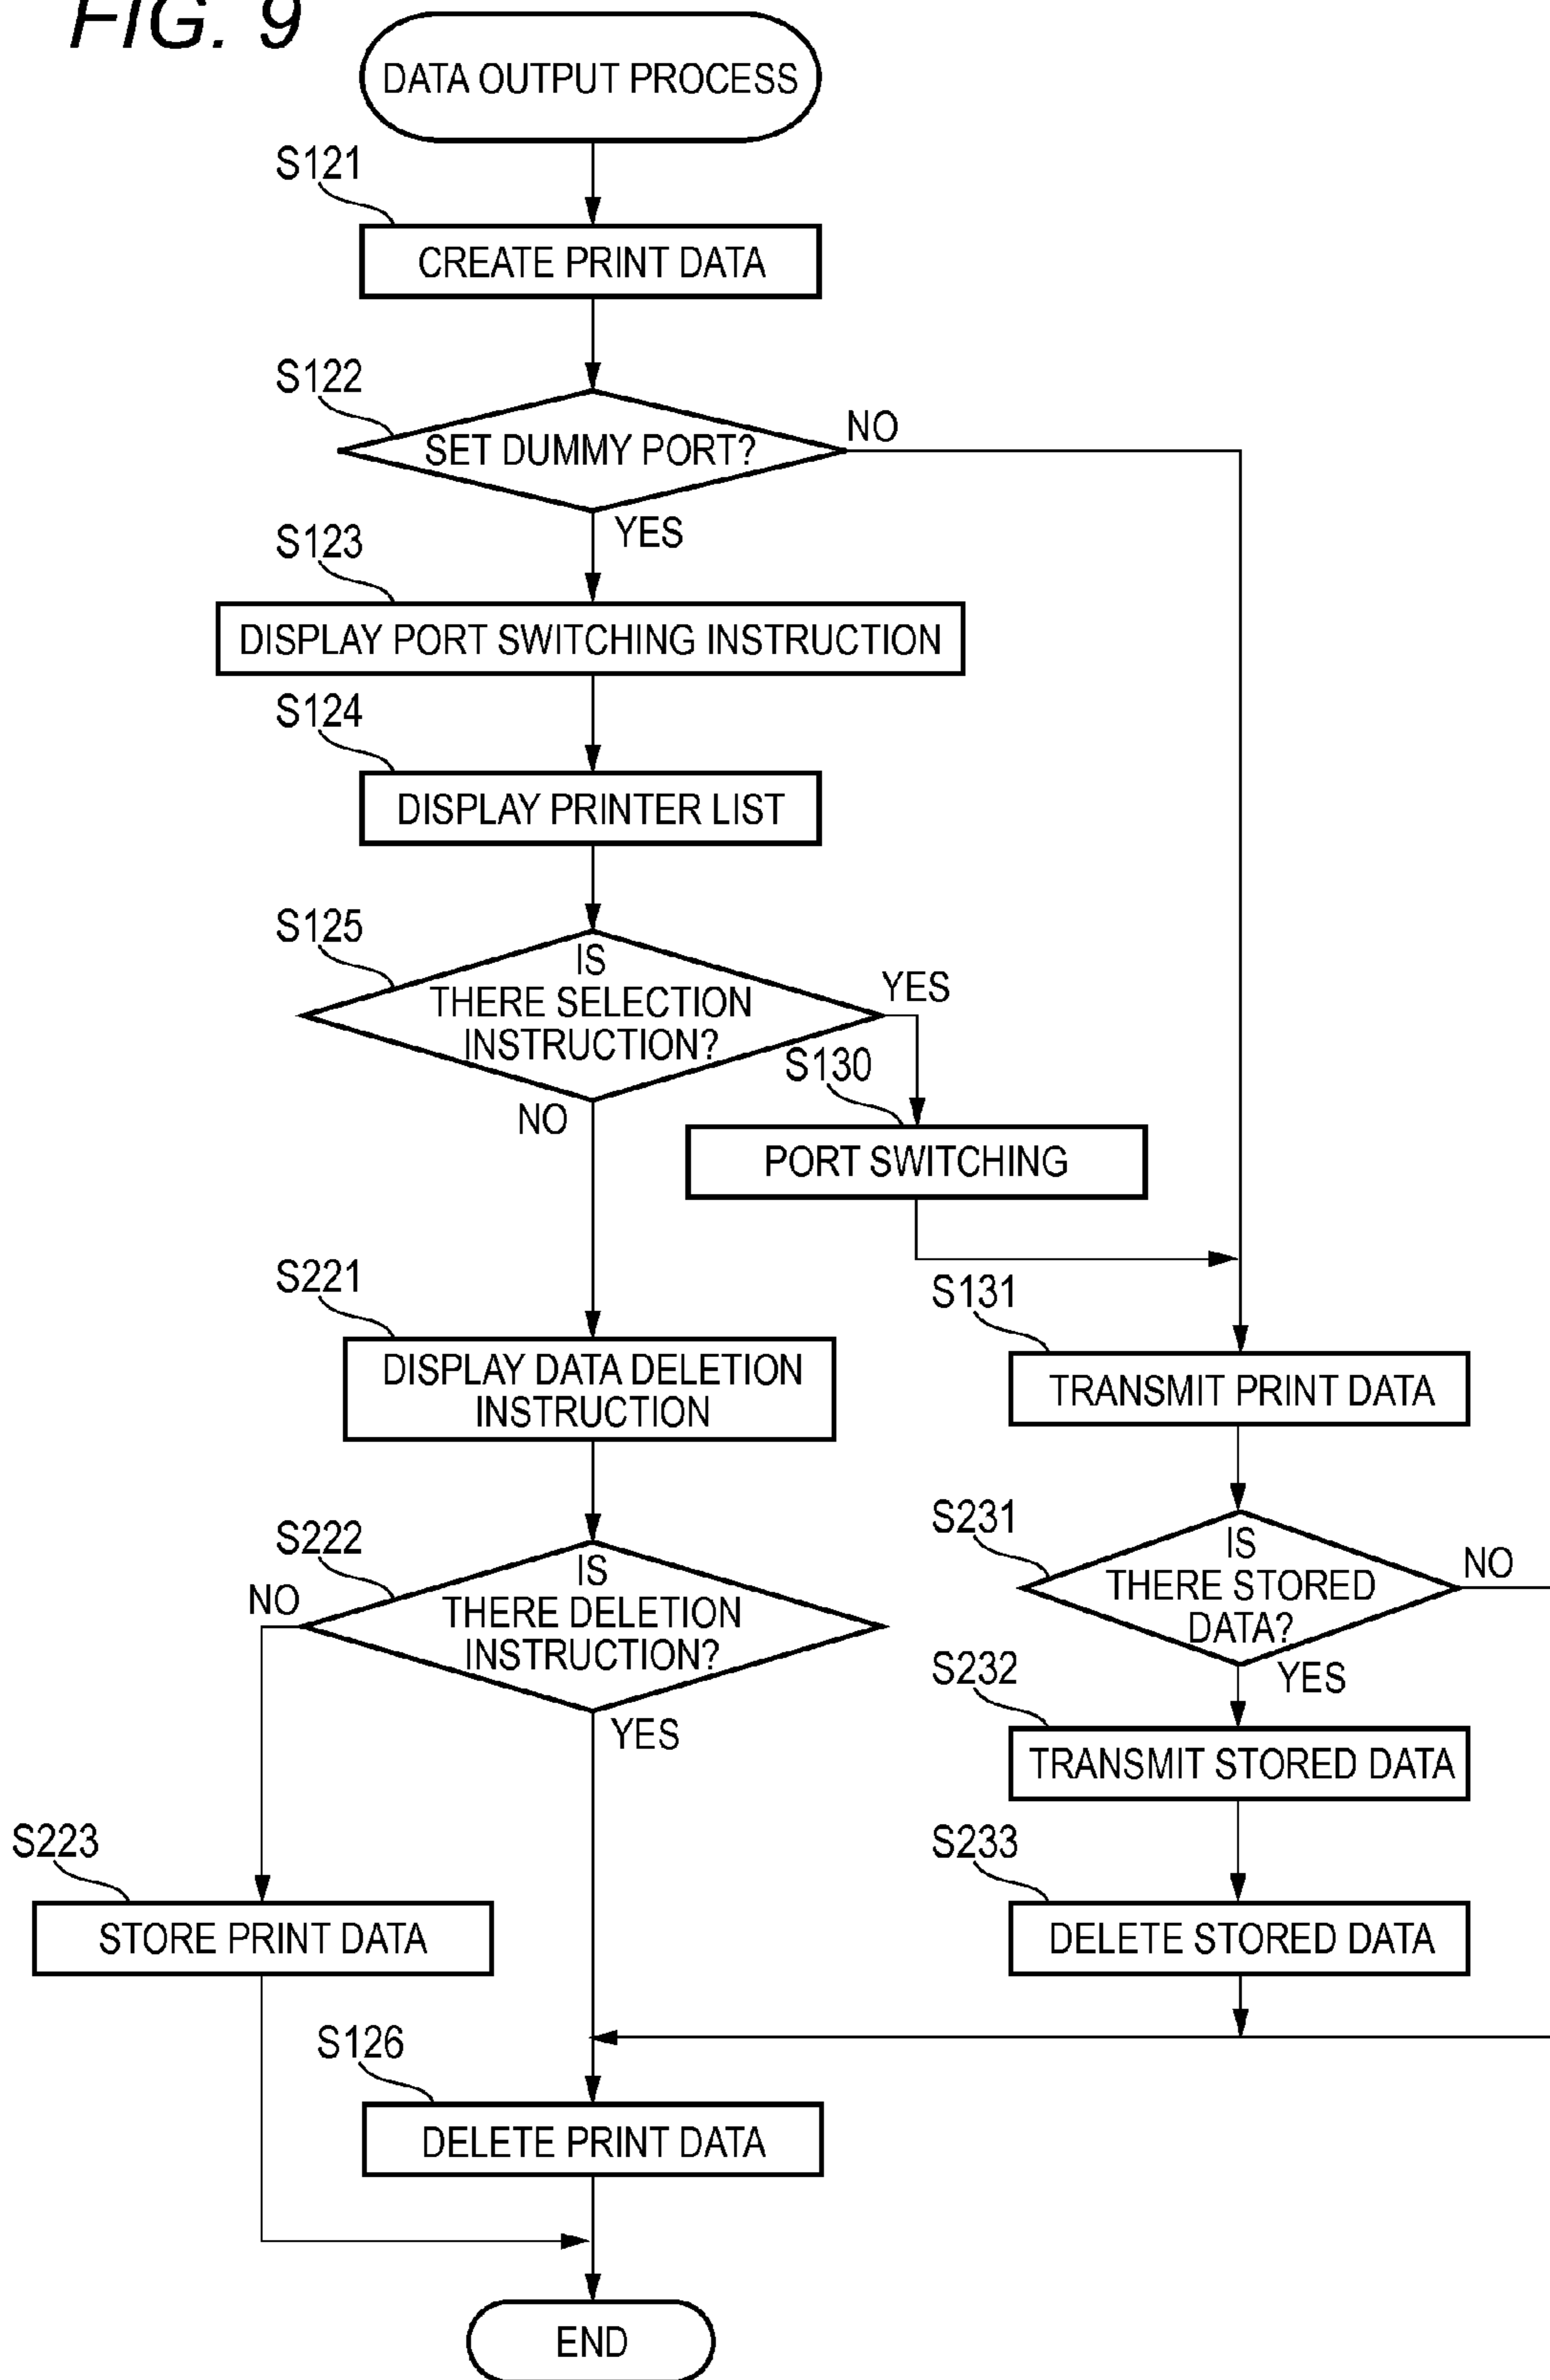 FIG. 9
DATA OUTPUT PROCESS
S121
CREATE PRINT DATA
S122
SET DUMMY PORT?
NO
YES
S123
DISPLAY PORT SWITCHING INSTRUCTION
S124
DISPLAY PRINTER LIST
S125
IS
THERE SELECTION
INSTRUCTION?
YES
NO
S130
PORT SWITCHING
S221
DISPLAY DATA DELETION
INSTRUCTION
S131
TRANSMIT PRINT DATA
S222
IS
THERE DELETION
INSTRUCTION?
NO
YES
S231
IS
THERE STORED
DATA?
NO
YES
S232
TRANSMIT STORED DATA
S223
STORE PRINT DATA
S233
DELETE STORED DATA
S126
DELETE PRINT DATA
END